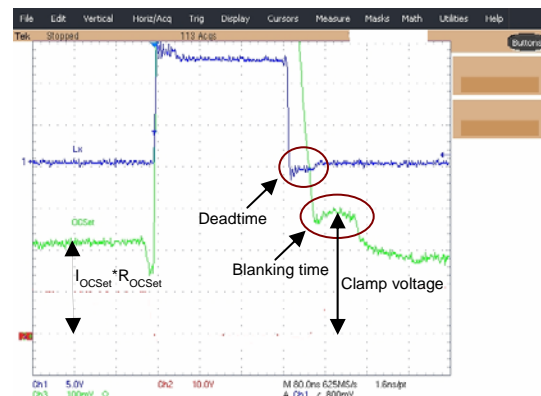 File Edit Vertical Horiz/Acq Trig Display Cursors Measure Masks Math Utilities Help
Tek Stopped 113 Acqs
Buttons
Lx
1
Deadtime
OCSet
Blanking time
IOCSet*ROCSet
Clamp voltage
Ch1 5.0V Ch2 10.0V M 80.0ns 625MS/s 1.6ns/pt
Ch3 100mV Ω A Ch1 800mV